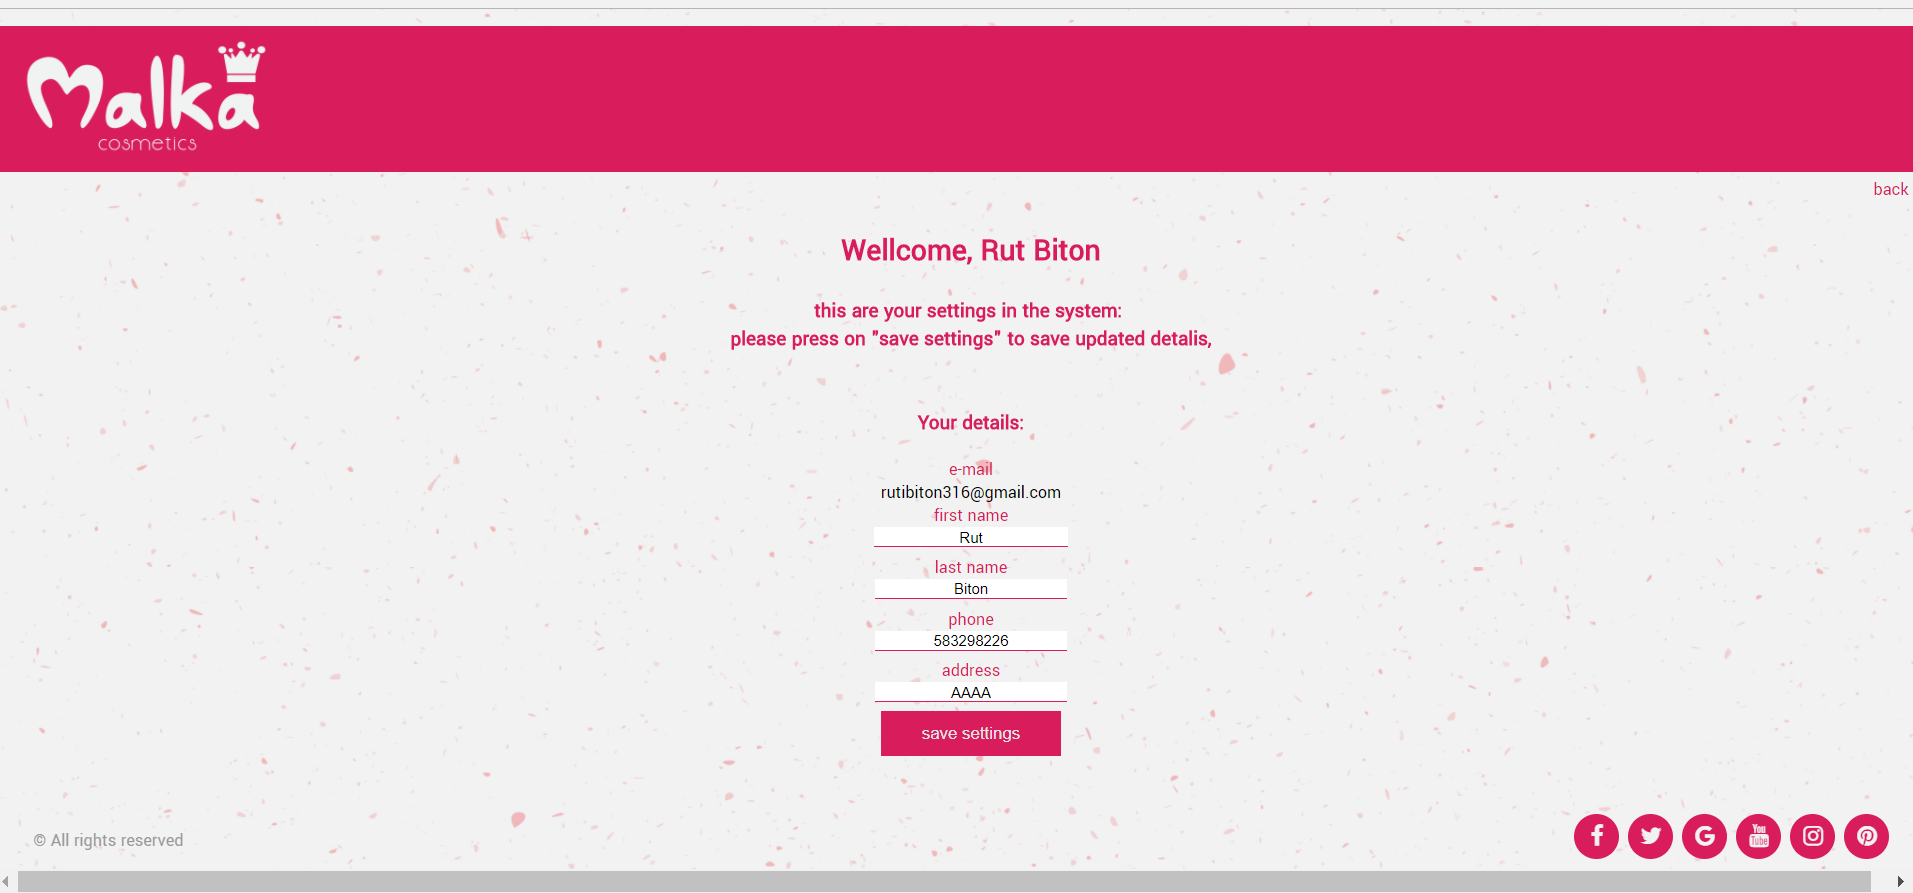 Malka
cosmetics
back
Wellcome, Rut Biton
this are your settings in the system:
please press on "save settings" to save updated detalis,
Your details:
e-mail
rutibiton316@gmail.com
first name
Rut
last name
Biton
phone
583298226
address
AAAA
save settings
© All rights reserved
You
Tube